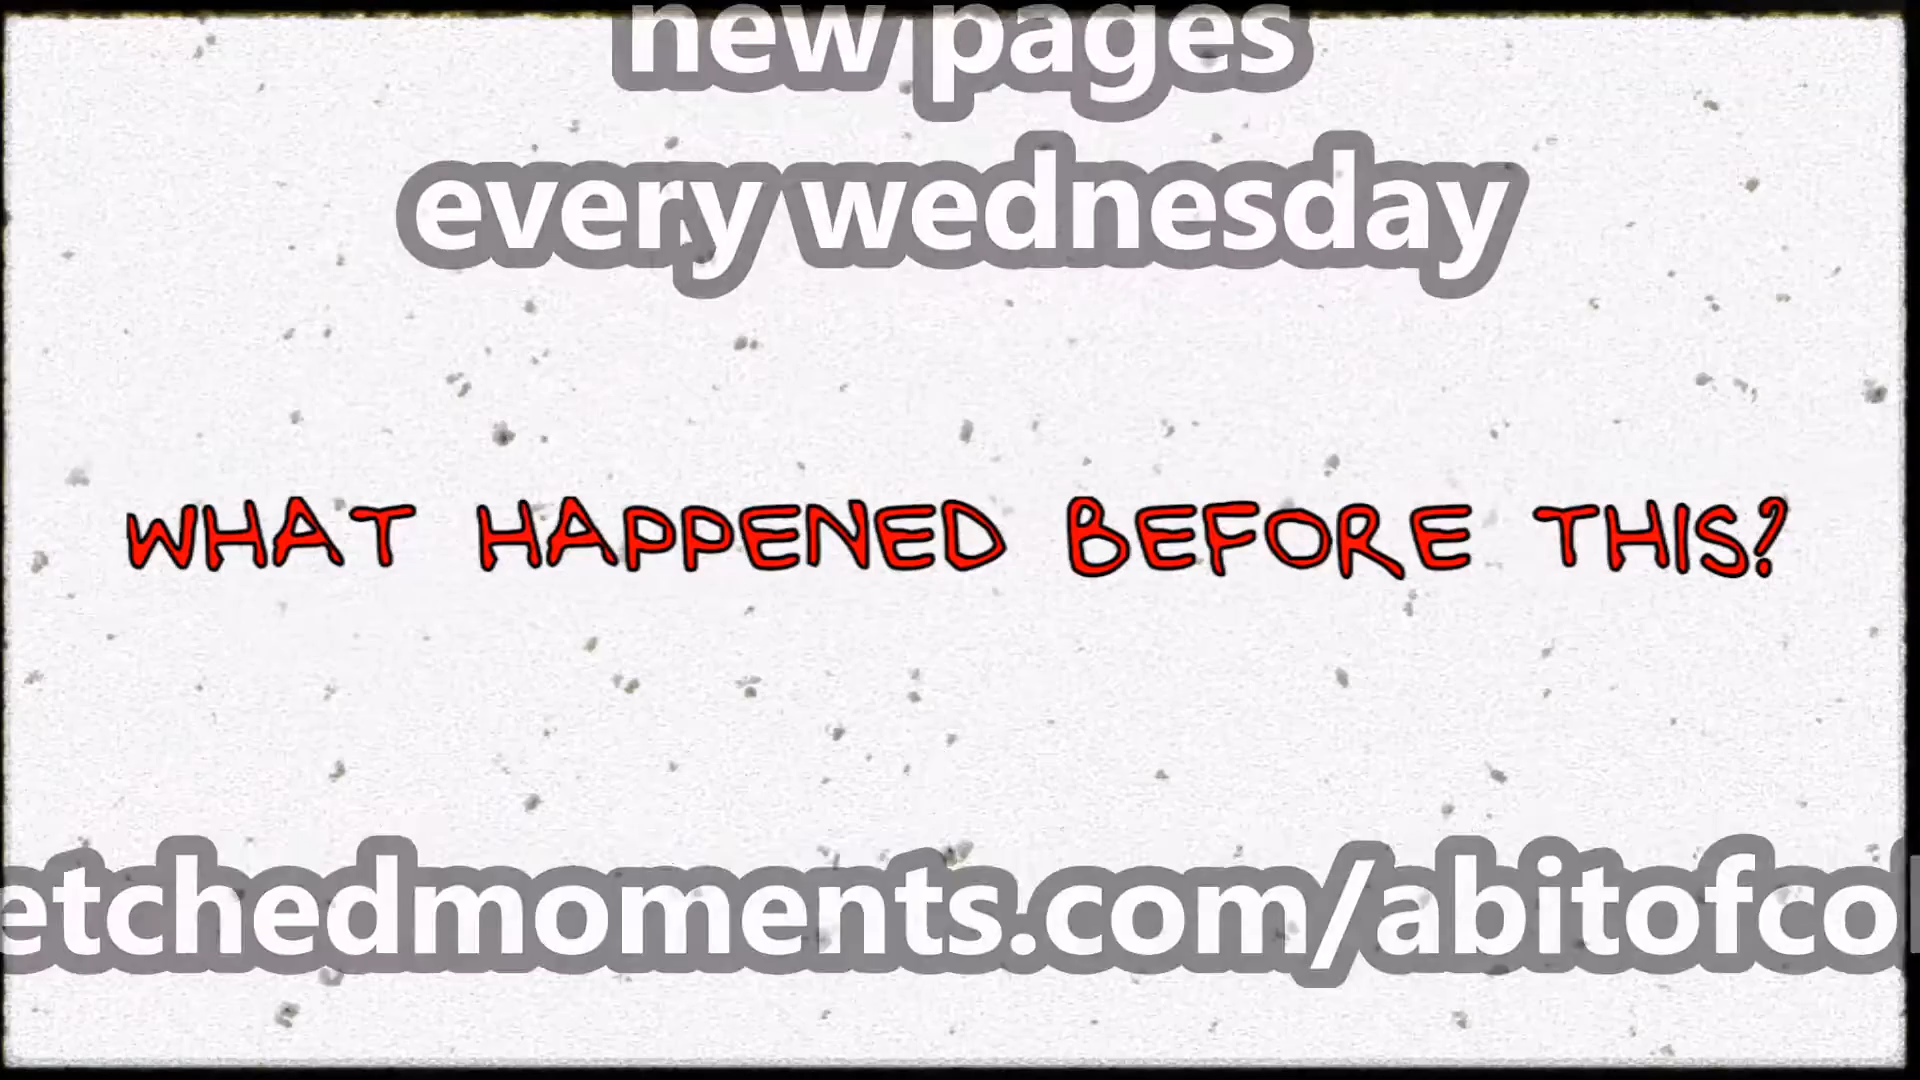 new pages
every wednesday
WHAT HAPPENED BEFORE THIS?
etchedmoments.com/abitofco